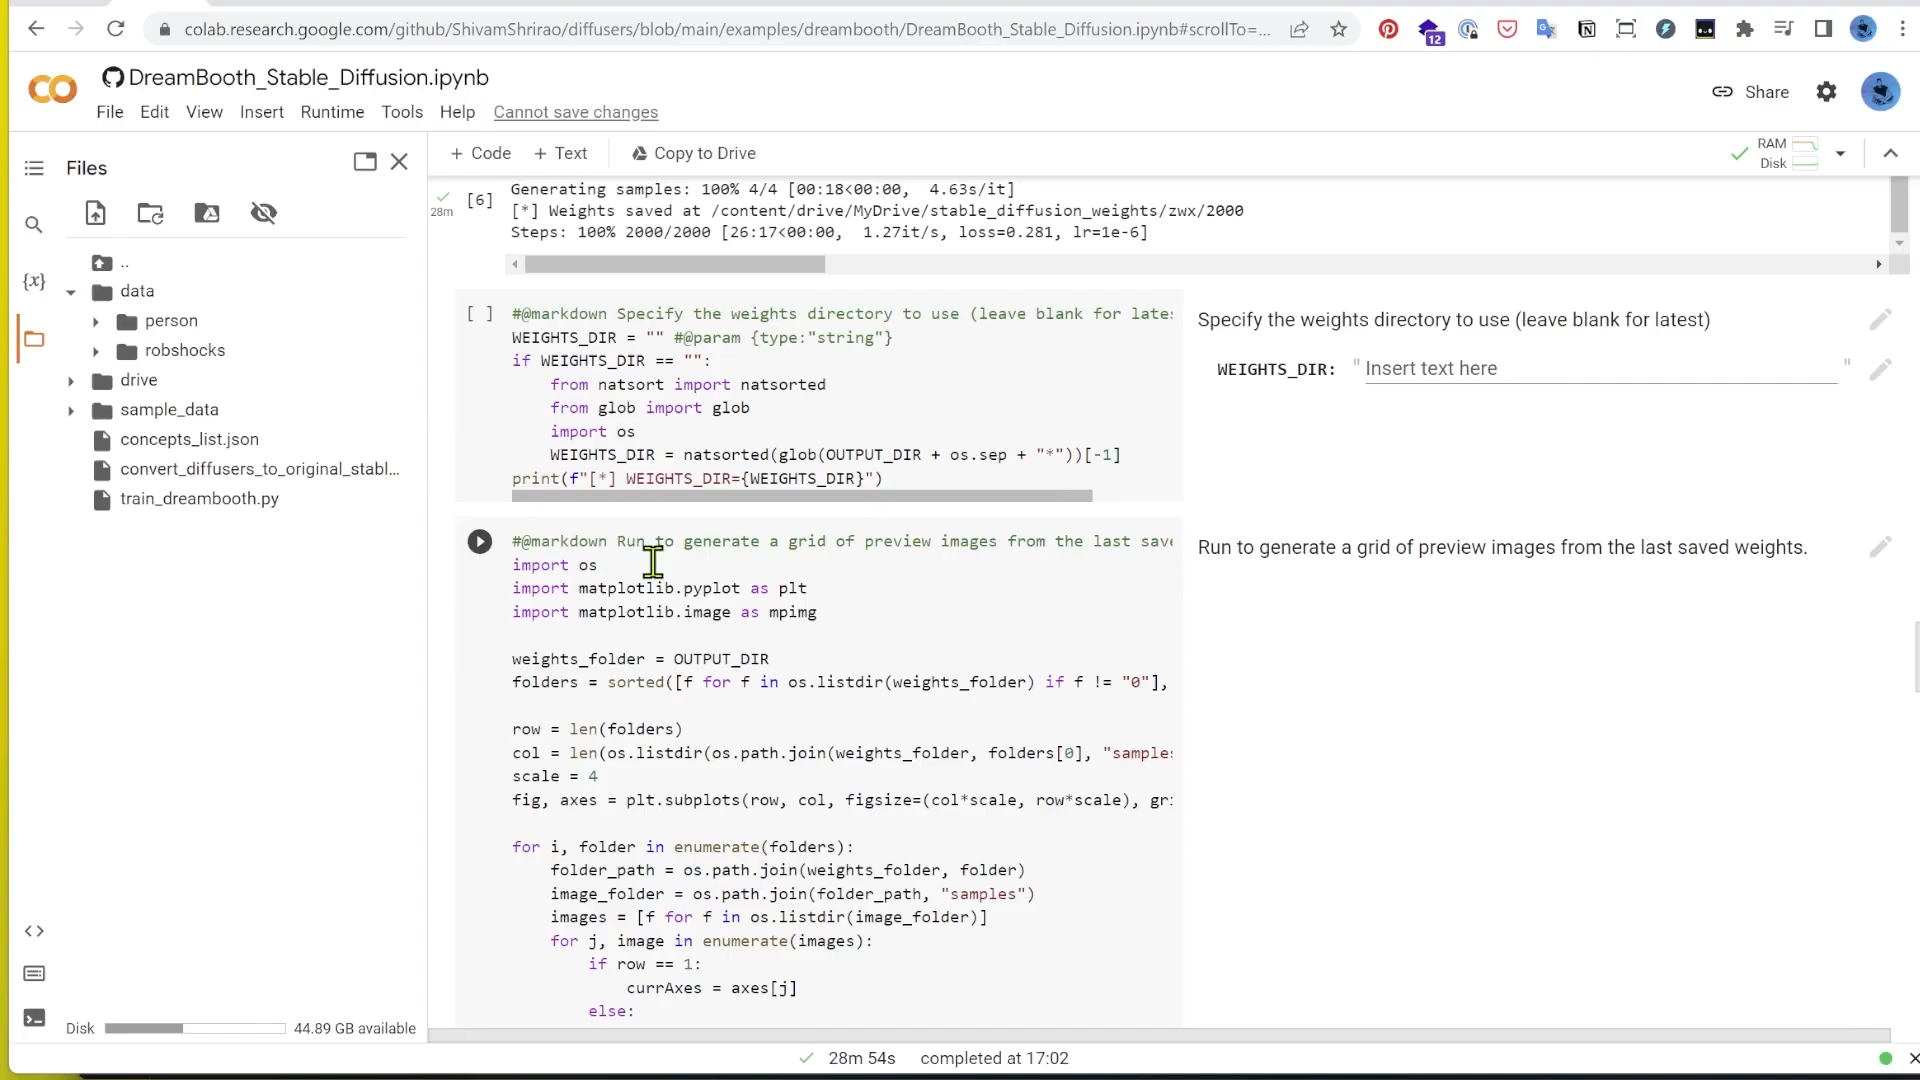 colab.research.google.com/github/ShivamShrirao/diffusers/blob/main/examples/dreambooth/DreamBooth_Stable_Diffusion.ipynb#scrollTo=...
12
DreamBooth_Stable_Diffusion.ipynb
File Edit View Insert Runtime Tools Help Cannot save changes
Share
Files
+ Code + Text Copy to Drive
RAM
Disk
..
data
person
robshocks
drive
sample_data
concepts_list.json
convert_diffusers_to_original_stabl...
train_dreambooth.py
Disk 44.89 GB available
{x}
28m
[6]
Generating samples: 100% 4/4 [00:18<00:00, 4.63s/it]
[*] Weights saved at /content/drive/MyDrive/stable_diffusion_weights/zwx/2000
Steps: 100% 2000/2000 [26:17<00:00, 1.27it/s, loss=0.281, lr=1e-6]
[ ]
#@markdown Specify the weights directory to use (leave blank for lates
WEIGHTS_DIR = "" #@param {type:"string"}
if WEIGHTS_DIR == "":
from natsort import natsorted
from glob import glob
import os
WEIGHTS_DIR = natsorted(glob(OUTPUT_DIR + os.sep + "*"))[-1]
print(f"[*] WEIGHTS_DIR={WEIGHTS_DIR}")
Specify the weights directory to use (leave blank for latest)
WEIGHTS_DIR: " Insert text here "
#@markdown Run to generate a grid of preview images from the last save
import os
import matplotlib.pyplot as plt
import matplotlib.image as mpimg
weights_folder = OUTPUT_DIR
folders = sorted([f for f in os.listdir(weights_folder) if f != "0"],
row = len(folders)
col = len(os.listdir(os.path.join(weights_folder, folders[0], "samples
scale = 4
fig, axes = plt.subplots(row, col, figsize=(col*scale, row*scale), gri
for i, folder in enumerate(folders):
folder_path = os.path.join(weights_folder, folder)
image_folder = os.path.join(folder_path, "samples")
images = [f for f in os.listdir(image_folder)]
for j, image in enumerate(images):
if row == 1:
currAxes = axes[j]
else:
Run to generate a grid of preview images from the last saved weights.
28m 54s completed at 17:02